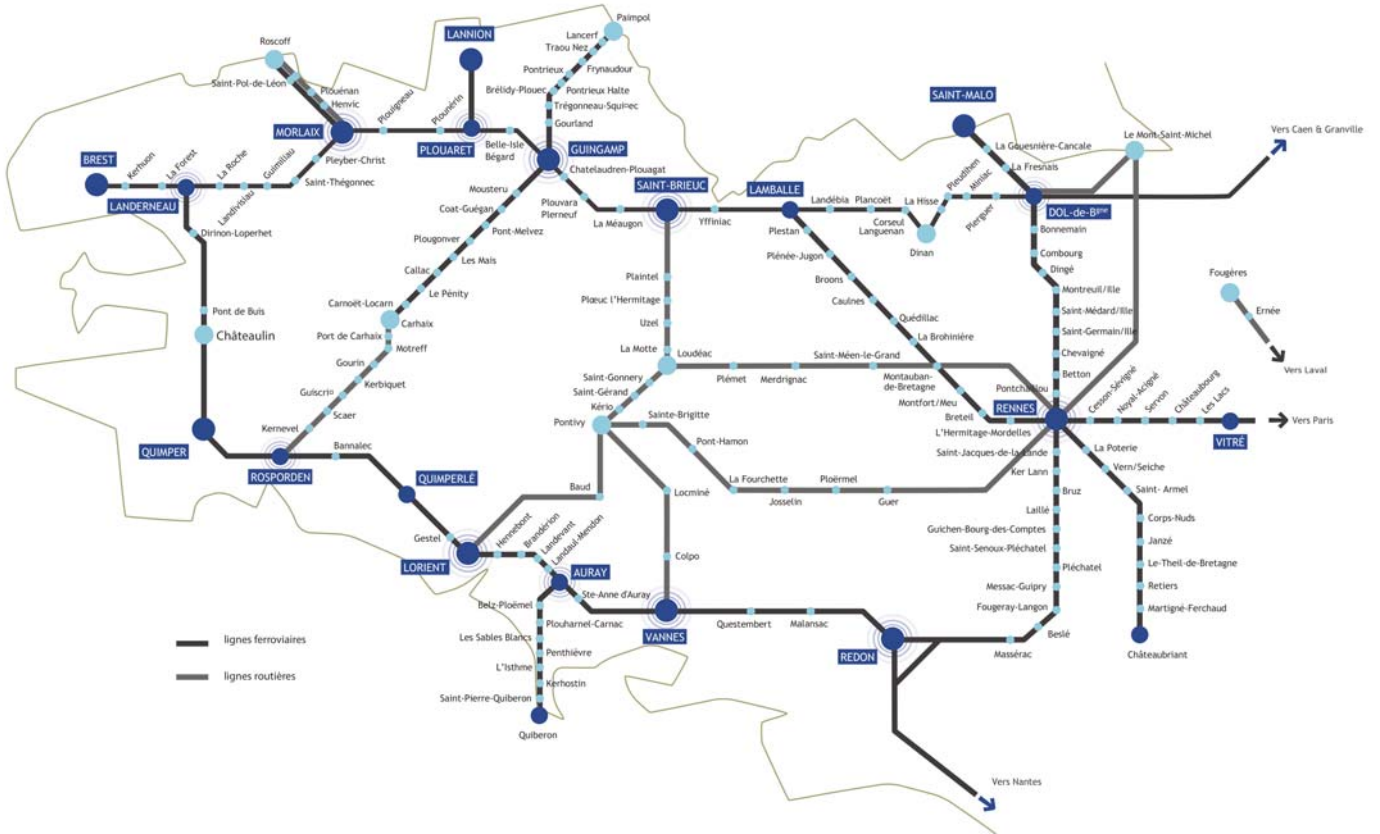 Paimpol
Lancerf
Traou Nez
Frynaudour
Pontrieux
Brélidy-Plouec
Pontrieux Halte
Gourland
Roscoff
Saint-Pol-de-Léon
Plouénan
Henvic
MORLAIX
Plouigneau
Plounérin
LANNION
PLOUARET
Belle-Isle
Bégard
GUINGAMP
Chatelaudren-Plouagat
Plouvara
Plerneuf
La Méaugon
SAINT-BRIEUC
Yffiniac
LAMBALLE
BREST
Kerhuon
La Forest
LANDERNEAU
La Roche
Landivisiau
Guimiliau
Saint-Thégonnec
Pleyber-Christ
Dirinon-Loperhet
Pont de Buis
Châteaulin
QUIMPER
ROSPORDEN
Bannalec
QUIMPERLÉ
Gestel
LORIENT
Mousteru
Coat-Guégan
Pont-Melvez
Plougonver
Les Mais
Callac
Le Pénity
Carnoët-Locarn
Carhaix
Port de Carhaix
Motreff
Gourin
Kerbiquet
Scaer
Kernevel
Landébia
Plancoët
Corseul
Languenan
La Hisse
Dinan
Pleudihen
Miniac
Plerguer
SAINT-MALO
La Gouesnière-Cancale
La Fresnais
Le Mont-Saint-Michel
Vers Caen & Granville
Bonnemain
Combourg
Dingé
Montreuil/Ille
Saint-Médard/Ille
Saint-Germain/Ille
Chevaigné
Betton
Pontchaillou
RENNES
Fougères
Ernée
Vers Laval
Plestan
Plénée-Jugon
Broons
Caulnes
Quédillac
La Brohinière
Montauban-
de-Bretagne
Montfort/Meu
Breteil
L'Hermitage-Mordelles
Plaintel
Plœuc l'Hermitage
Uzel
La Motte
Loudéac
Plémet
Merdrignac
Saint-Méen-le-Grand
Saint-Gonnery
Saint-Gérand
Kério
Pontivy
Sainte-Brigitte
Pont-Hamon
La Fourchette
Josselin
Ploërmel
Guer
Baud
Locminé
Colpo
Cesson-Sévigné
Noyal-Acigné
Servon
Châteaubourg
Les Lacs
VITRÉ
Vers Paris
La Poterie
Vern/Seiche
Saint- Armel
Corps-Nuds
Janzé
Le-Theil-de-Bretagne
Retiers
Martigné-Ferchaud
Châteaubriant
Saint-Jacques-de-la-Lande
Ker Lann
Bruz
Laillé
Guichen-Bourg-des-Comptes
Saint-Senoux-Pléchatel
Pléchatel
Messac-Guipry
Fougeray-Langon
Beslé
Massérac
REDON
Hennebont
Brandérion
Landevant
Landaul-Mendon
AURAY
Ste-Anne d'Auray
VANNES
Questembert
Malansac
Belz-Ploëmel
Plouharnel-Carnac
Les Sables Blancs
Penthièvre
L'Isthme
Kerhostin
Saint-Pierre-Quiberon
Quiberon
Vers Nantes
lignes ferroviaires
lignes routières